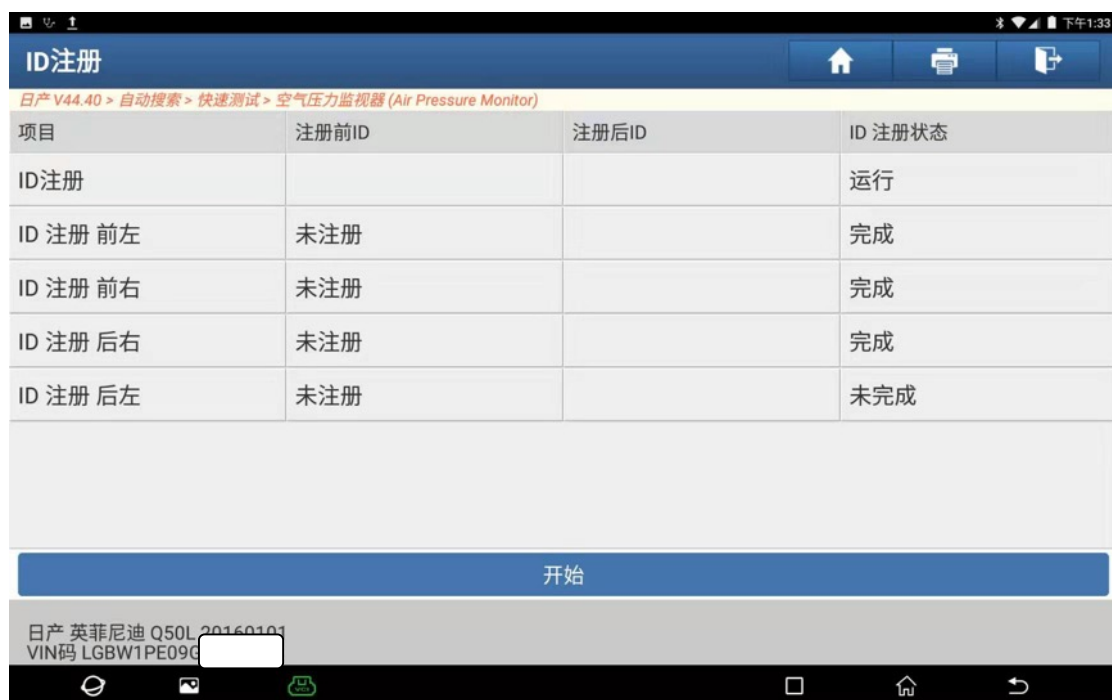 下午1:33
ID注册
日产 V44.40 > 自动搜索 > 快速测试 > 空气压力监视器 (Air Pressure Monitor)
项目 注册前ID 注册后ID ID 注册状态
ID注册 运行
ID 注册 前左 未注册 完成
ID 注册 前右 未注册 完成
ID 注册 后右 未注册 完成
ID 注册 后左 未注册 未完成
开始
日产 英菲尼迪 Q50L 20160101
VIN码 LGBW1PE09G